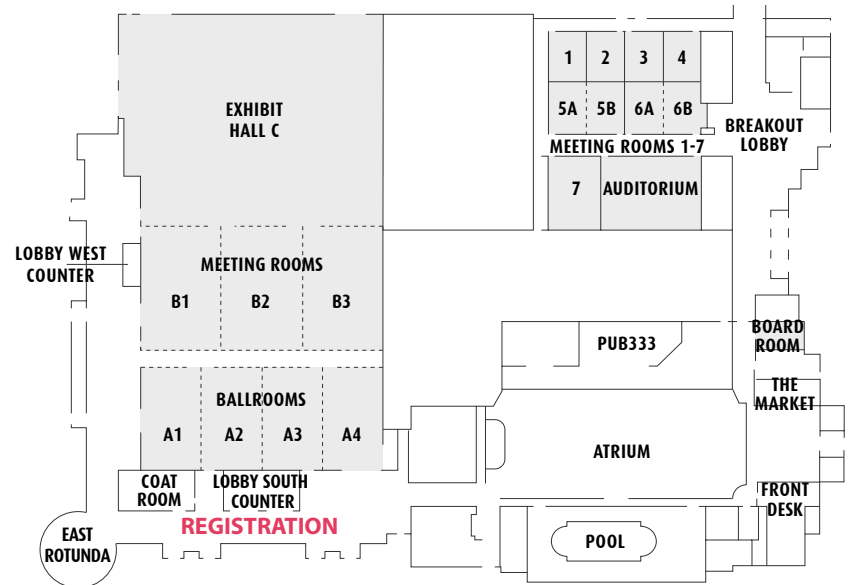 1 2 3 4
EXHIBIT
HALL C
5A 5B 6A 6B
BREAKOUT
LOBBY
MEETING ROOMS 1-7
7 AUDITORIUM
LOBBY WEST
COUNTER
MEETING ROOMS
B1 B2 B3
PUB333
BOARD
ROOM
THE
MARKET
BALLROOMS
A1 A2 A3 A4
ATRIUM
COAT
ROOM
LOBBY SOUTH
COUNTER
FRONT
DESK
REGISTRATION
EAST
ROTUNDA
POOL